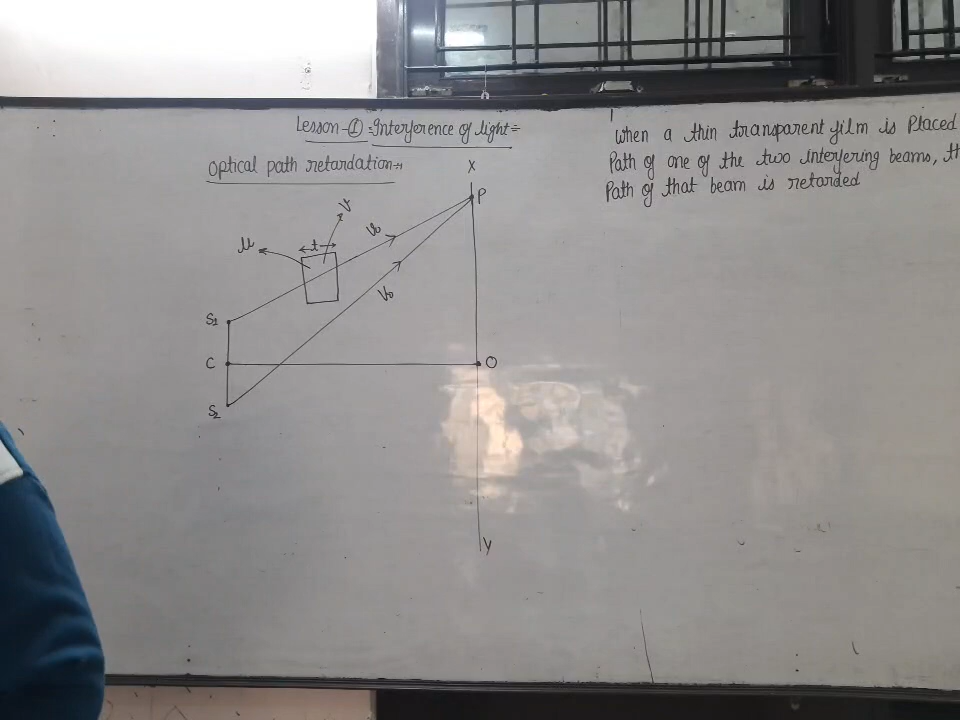 Lesson-① :- Interference of light :-
Optical path retardation :-
X
P
V
V₀
μ
t
V₀
S₁
C
O
S₂
Y
When a thin transparent film is Placed
Path of one of the two interfering beams,
Path of that beam is retarded